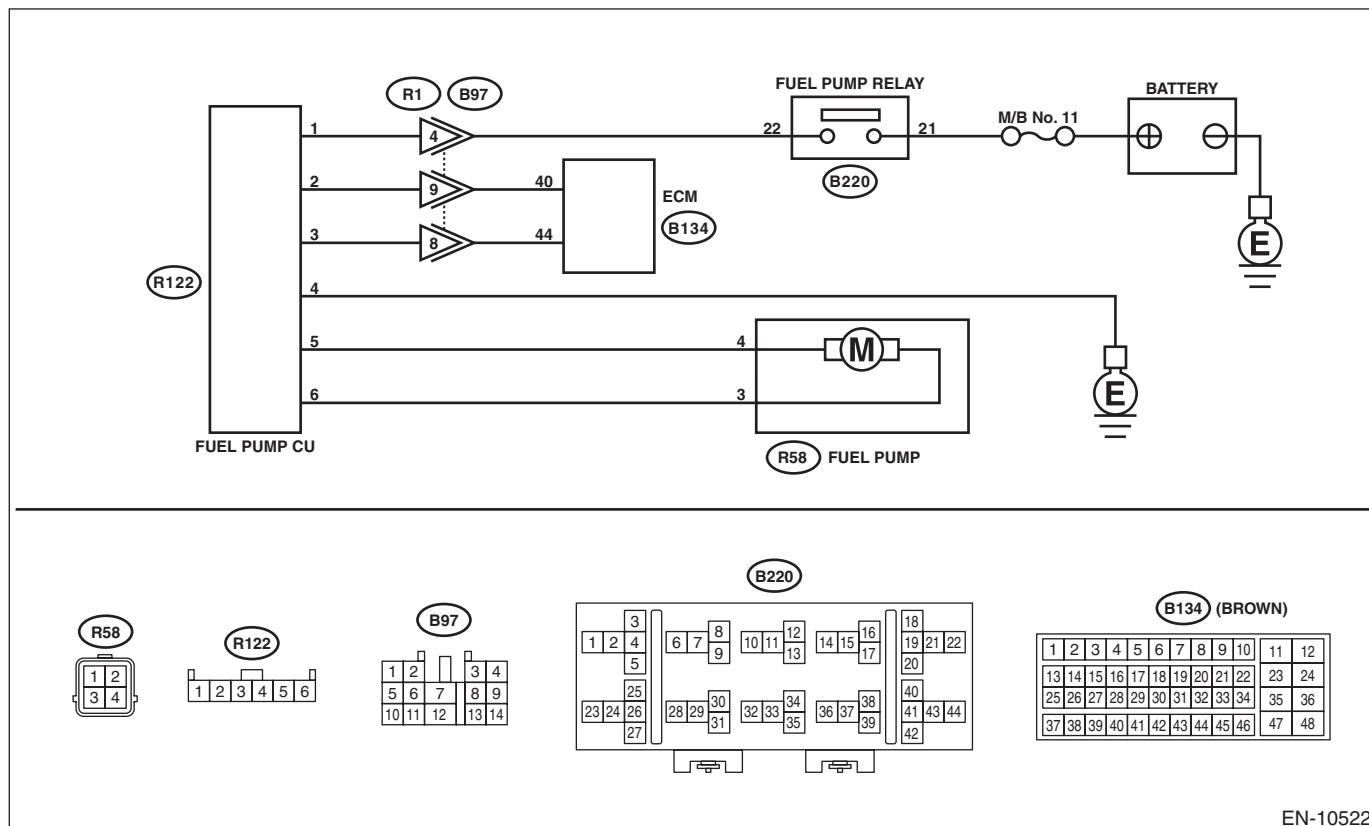 FUEL PUMP RELAY
BATTERY
R1 B97
M/B No. 11
1 4 22 21
B220
2 9 40
ECM
B134
3 8 44
R122
4
E
5 4 M
E
6 3
FUEL PUMP CU
R58 FUEL PUMP
B220
B134 (BROWN)
B97
R58
R122
1 2
3 4
1 2 3 4 5 6
1 2 3 4
5 6 7 8 9
10 11 12 13 14
3 8 12 16 18
1 2 4 6 7 10 11 14 15 19 21 22
5 9 13 17 20
25 30 34 38 40
23 24 26 28 29 32 33 36 37 41 43 44
27 31 35 39 42
1 2 3 4 5 6 7 8 9 10 11 12
13 14 15 16 17 18 19 20 21 22 23 24
25 26 27 28 29 30 31 32 33 34 35 36
37 38 39 40 41 42 43 44 45 46 47 48
EN-10522